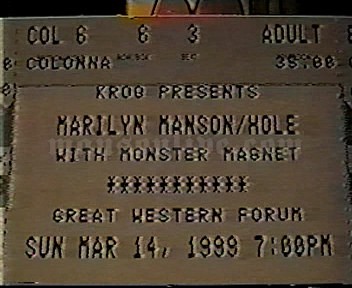 COL 6 6 3 ADULT
COLONNA 35.00
KROQ PRESENTS
MARILYN MANSON/HOLE
WITH MONSTER MAGNET
***********
GREAT WESTERN FORUM
SUN MAR 14, 1999 7:00PM